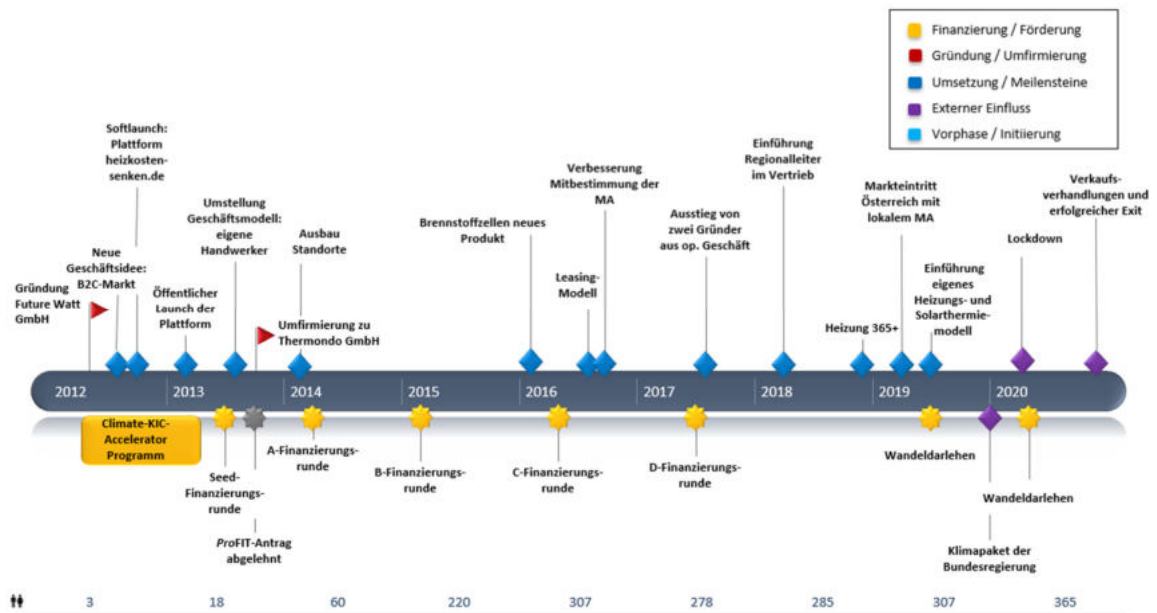 Finanzierung / Förderung
Gründung / Umfirmierung
Umsetzung / Meilensteine
Externer Einfluss
Vorphase / Initiierung
Gründung
Future Watt
GmbH
Neue
Geschäftsidee:
B2C-Markt
Softlaunch:
Plattform
heizkosten-
senken.de
Öffentlicher
Launch der
Plattform
Umstellung
Geschäftsmodell:
eigene
Handwerker
Umfirmierung zu
Thermondo GmbH
Ausbau
Standorte
Brennstoffzellen neues
Produkt
Leasing-
Modell
Verbesserung
Mitbestimmung der
MA
Ausstieg von
zwei Gründer
aus op. Geschäft
Einführung
Regionalleiter
im Vertrieb
Heizung 365+
Markteintritt
Österreich mit
lokalem MA
Einführung
eigenes
Heizungs- und
Solarthermie-
modell
Lockdown
Verkaufs-
verhandlungen und
erfolgreicher Exit
2012
2013
2014
2015
2016
2017
2018
2019
2020
Climate-KIC-
Accelerator
Programm
Seed-
Finanzierungs-
runde
ProFIT-Antrag
abgelehnt
A-Finanzierungs-
runde
B-Finanzierungs-
runde
C-Finanzierungs-
runde
D-Finanzierungs-
runde
Wandeldarlehen
Klimapaket der
Bundesregierung
Wandeldarlehen
3
18
60
220
307
278
285
307
365